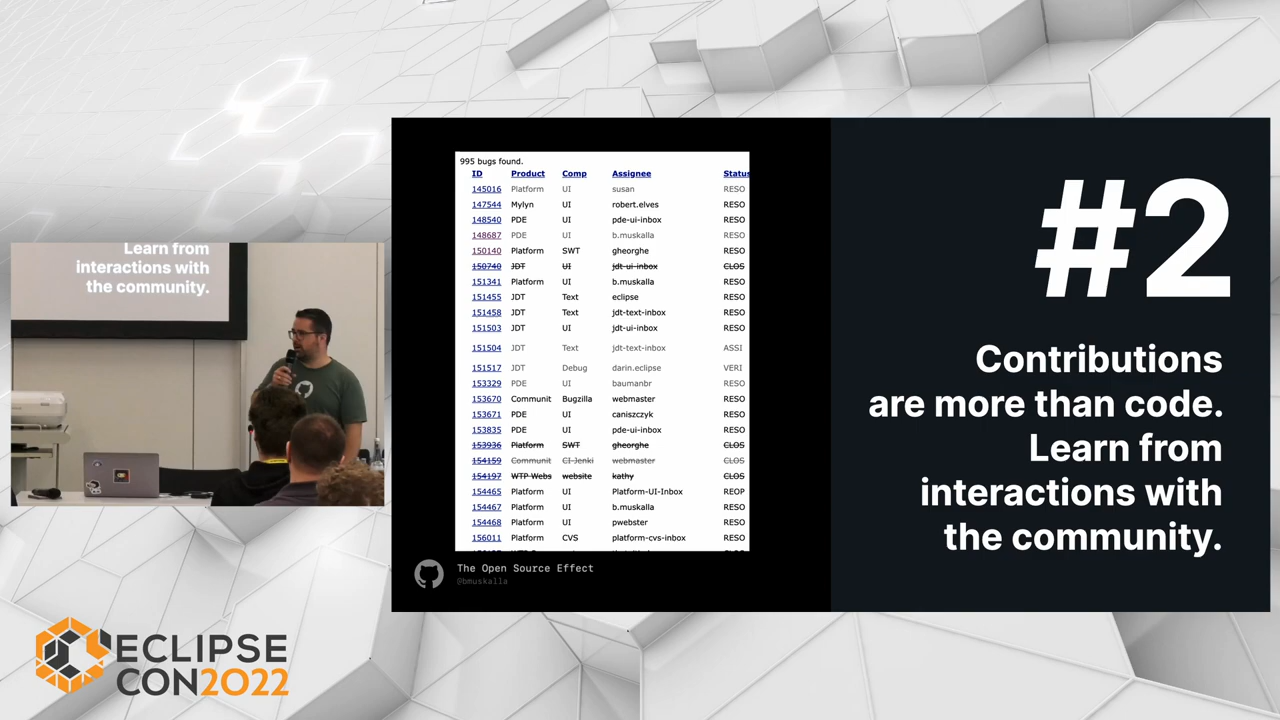 995 bugs found.
ID Product Comp Assignee Status
145016 Platform UI susan RESO
147544 Mylyn UI robert.elves RESO
148540 PDE UI pde-ui-inbox RESO
148687 PDE UI b.muskalla RESO
150140 Platform SWT gheorghe RESO
150740 JDT UI jdt-ui-inbox CLOS
151341 Platform UI b.muskalla RESO
151455 JDT Text eclipse RESO
151458 JDT Text jdt-text-inbox RESO
151503 JDT UI jdt-ui-inbox RESO
151504 JDT Text jdt-text-inbox ASSI
151517 JDT Debug darin.eclipse VERI
153329 PDE UI baumanbr RESO
153670 Communit Bugzilla webmaster RESO
153671 PDE UI caniszczyk RESO
153835 PDE UI pde-ui-inbox RESO
153936 Platform SWT gheorghe CLOS
154159 Communit CI-Jenki webmaster CLOS
154197 WTP Webs website kathy CLOS
154465 Platform UI Platform-UI-Inbox REOP
154467 Platform UI b.muskalla RESO
154468 Platform UI pwebster RESO
156011 Platform CVS platform-cvs-inbox RESO
The Open Source Effect
@bmuskalla
#2
Contributions
are more than code.
Learn from
interactions with
the community.
Learn from
interactions with
the community.
ECLIPSE
CON2022